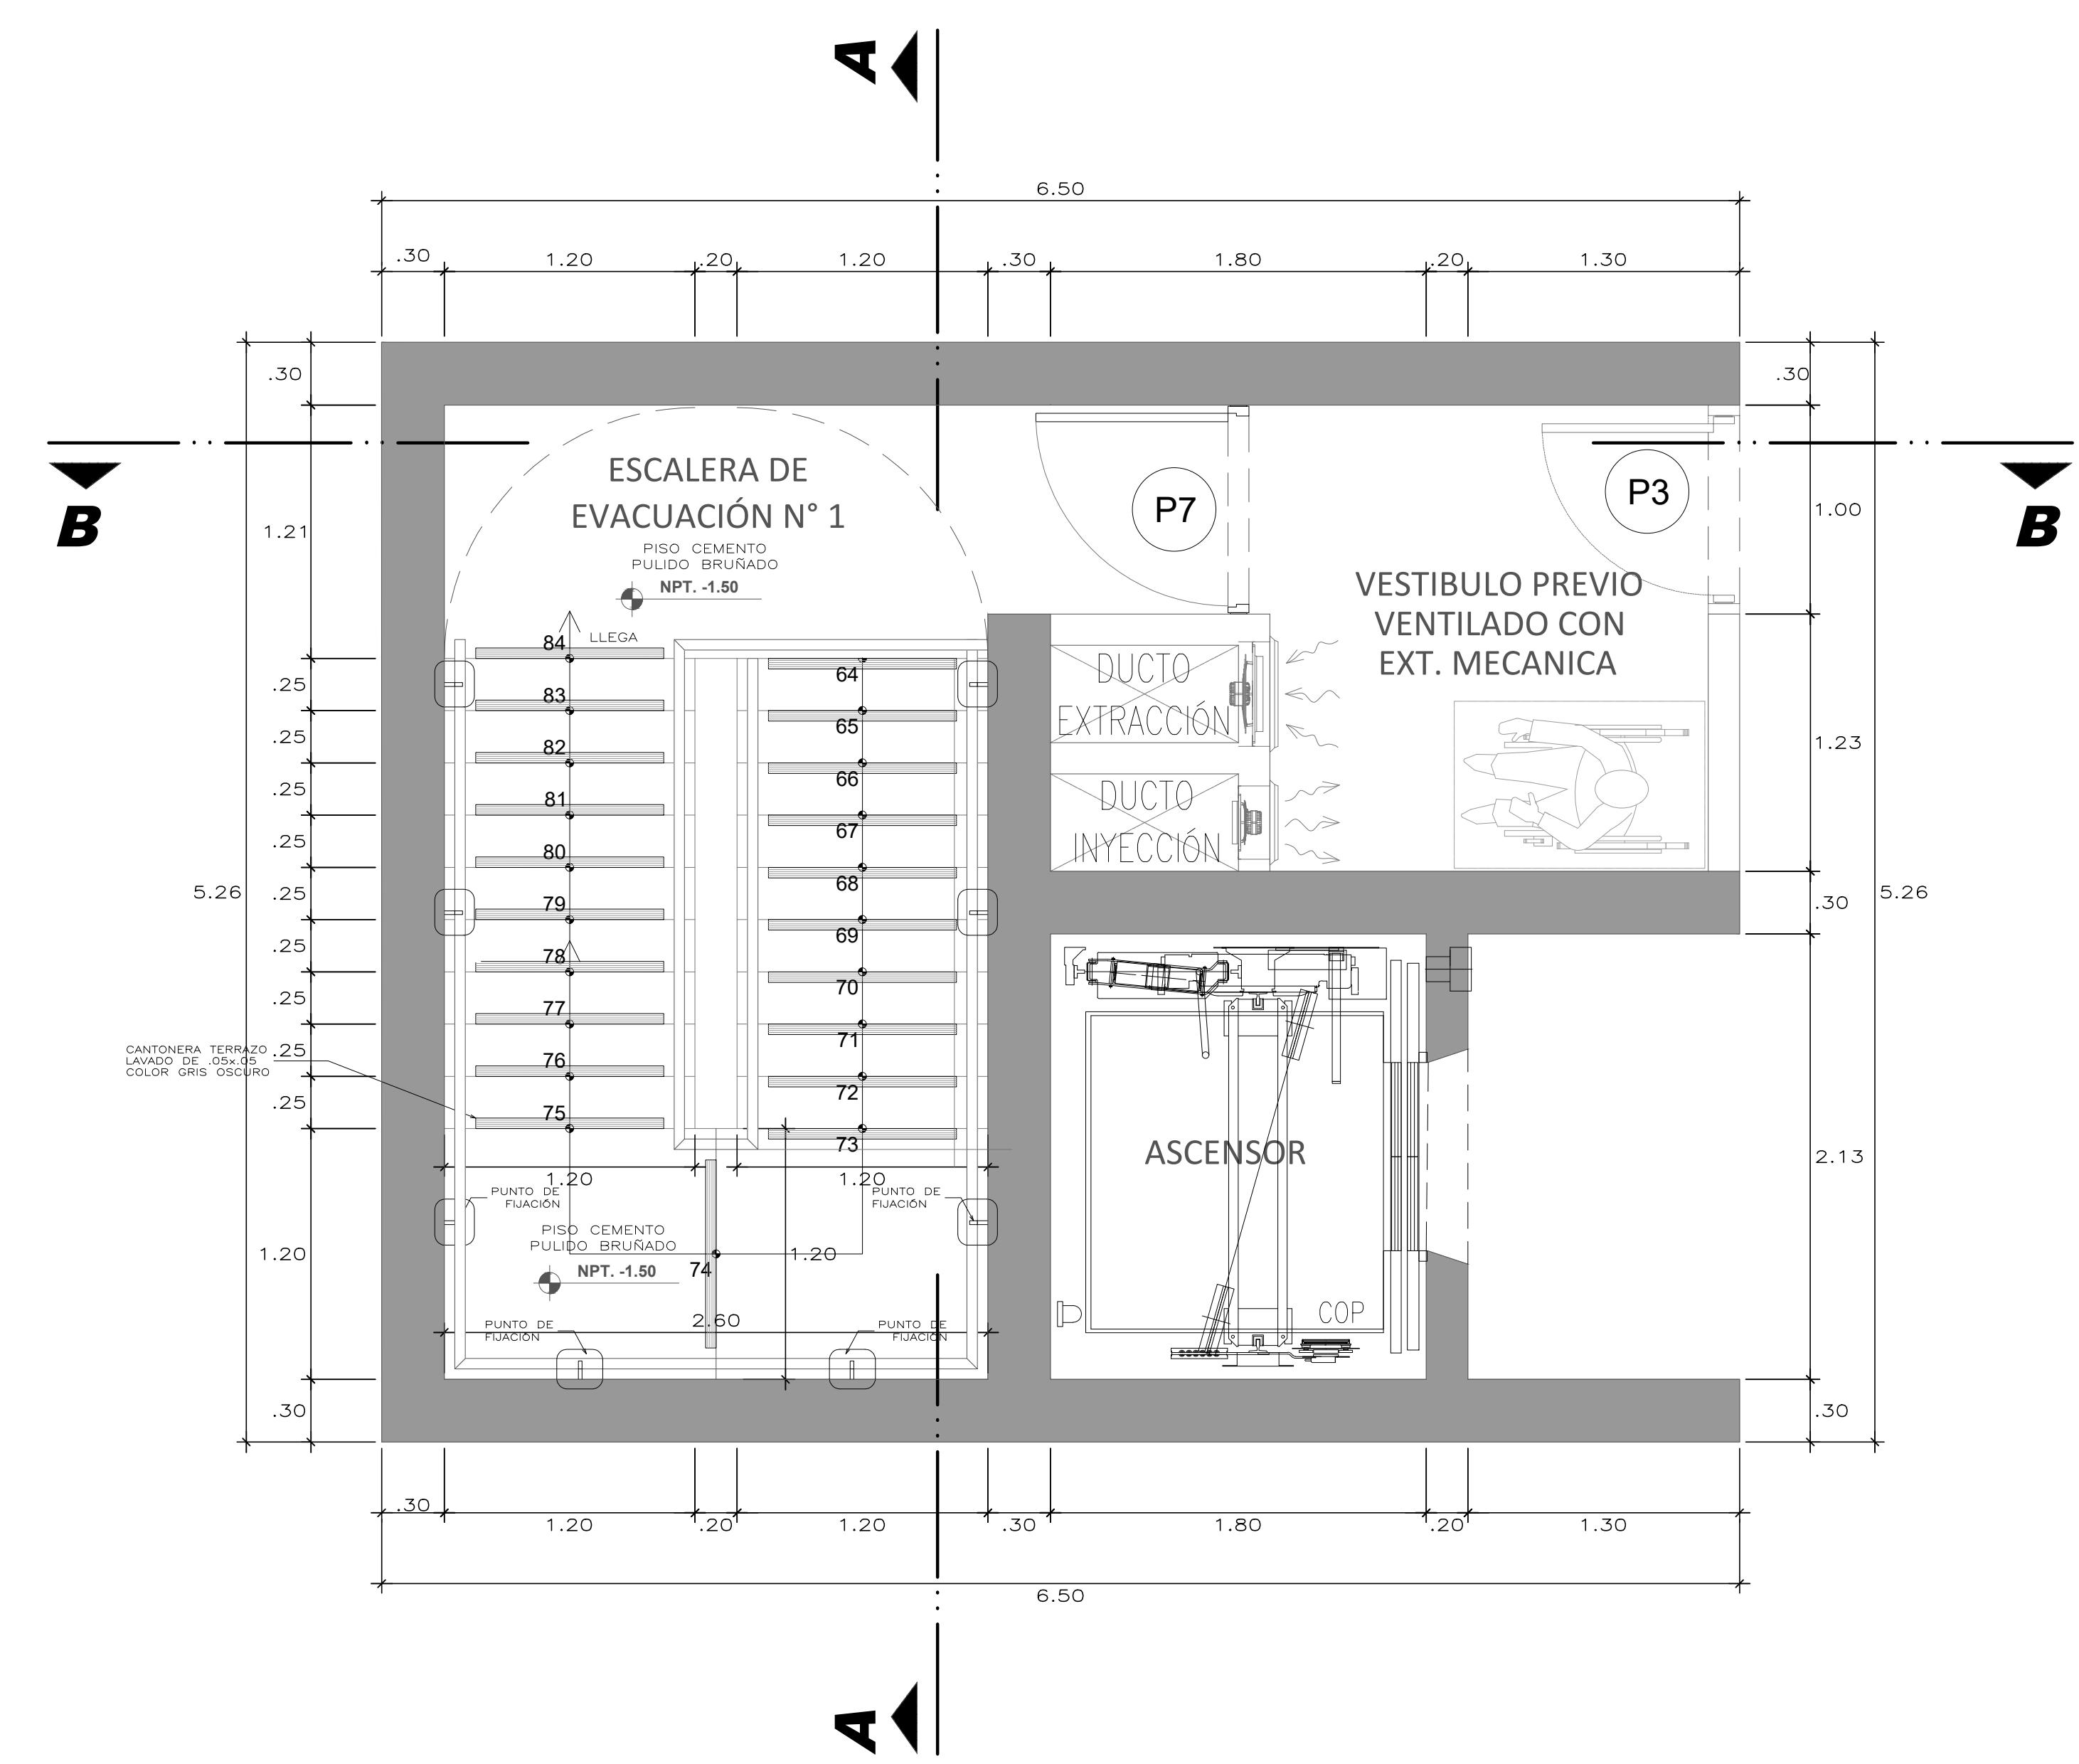 A
6.50
.30
1.20
.20
1.20
.30
1.80
.20
1.30
.30
.30
B
B
ESCALERA DE
EVACUACIÓN N° 1
PISO CEMENTO
PULIDO BRUÑADO
NPT. -1.50
P7
P3
1.21
1.00
VESTIBULO PREVIO
VENTILADO CON
EXT. MECANICA
LLEGA
84
83
82
81
80
79
78
77
76
75
64
65
66
67
68
69
70
71
72
73
74
.25
.25
.25
.25
.25
.25
.25
.25
.25
DUCTO
EXTRACCIÓN
DUCTO
INYECCIÓN
1.23
5.26
.30
5.26
CANTONERA TERRAZO
LAVADO DE .05x.05
COLOR GRIS OSCURO
ASCENSOR
2.13
1.20
1.20
PUNTO DE
FIJACIÓN
PUNTO DE
FIJACIÓN
PISO CEMENTO
PULIDO BRUÑADO
NPT. -1.50
1.20
1.20
2.60
PUNTO DE
FIJACIÓN
PUNTO DE
FIJACIÓN
COP
.30
.30
.30
1.20
.20
1.20
.30
1.80
.20
1.30
6.50
A